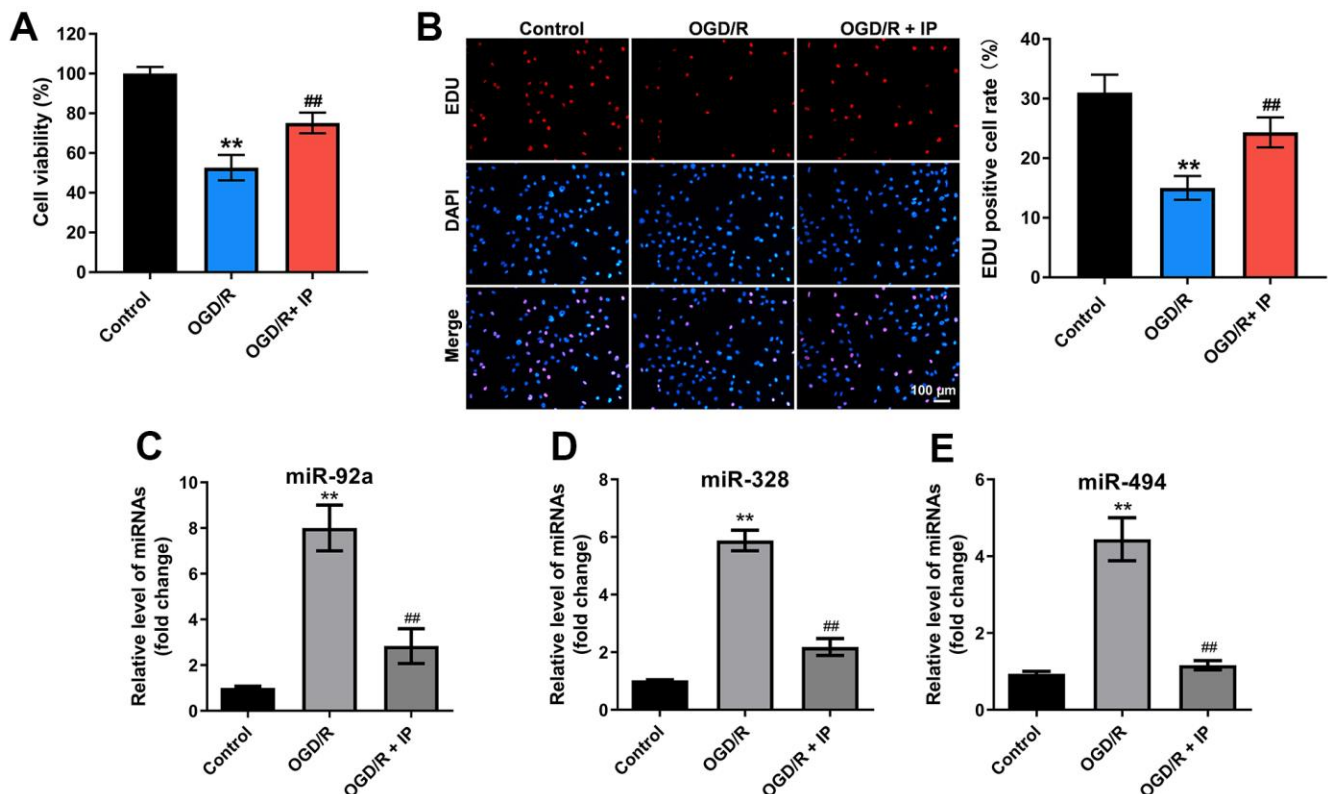 A
Cell viability (%)
120
100
80
60
40
20
0
**
##
Control
OGD/R
OGD/R+ IP
B
Control OGD/R OGD/R + IP
EDU
DAPI
Merge
100 μm
EDU positive cell rate (%)
40
30
20
10
0
**
##
Control
OGD/R
OGD/R+ IP
C
miR-92a
Relative level of miRNAs
(fold change)
10
8
6
4
2
0
**
##
Control
OGD/R
OGD/R + IP
D
miR-328
Relative level of miRNAs
(fold change)
8
6
4
2
0
**
##
Control
OGD/R
OGD/R + IP
E
miR-494
Relative level of miRNAs
(fold change)
6
4
2
0
**
##
Control
OGD/R
OGD/R + IP